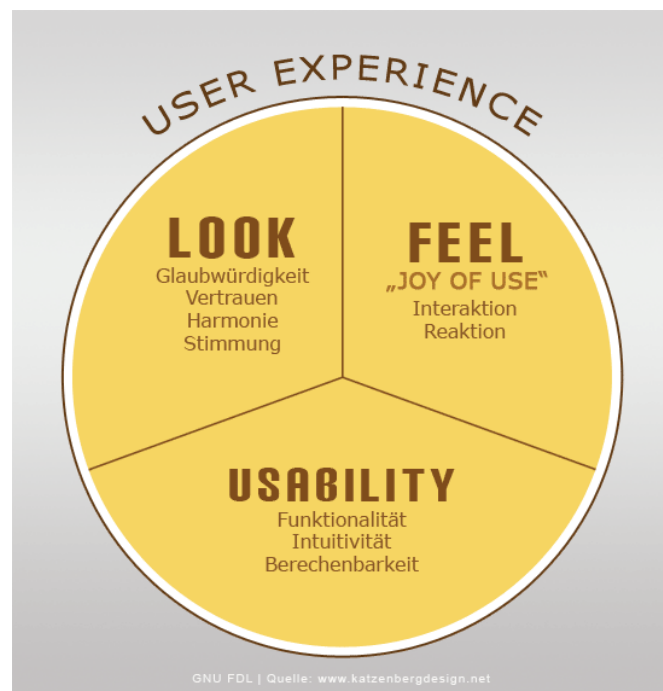 USER EXPERIENCE
LOOK
Glaubwürdigkeit
Vertrauen
Harmonie
Stimmung
FEEL
„JOY OF USE“
Interaktion
Reaktion
USABILITY
Funktionalität
Intuitivität
Berechenbarkeit
GNU FDL | Quelle: www.katzenbergdesign.net